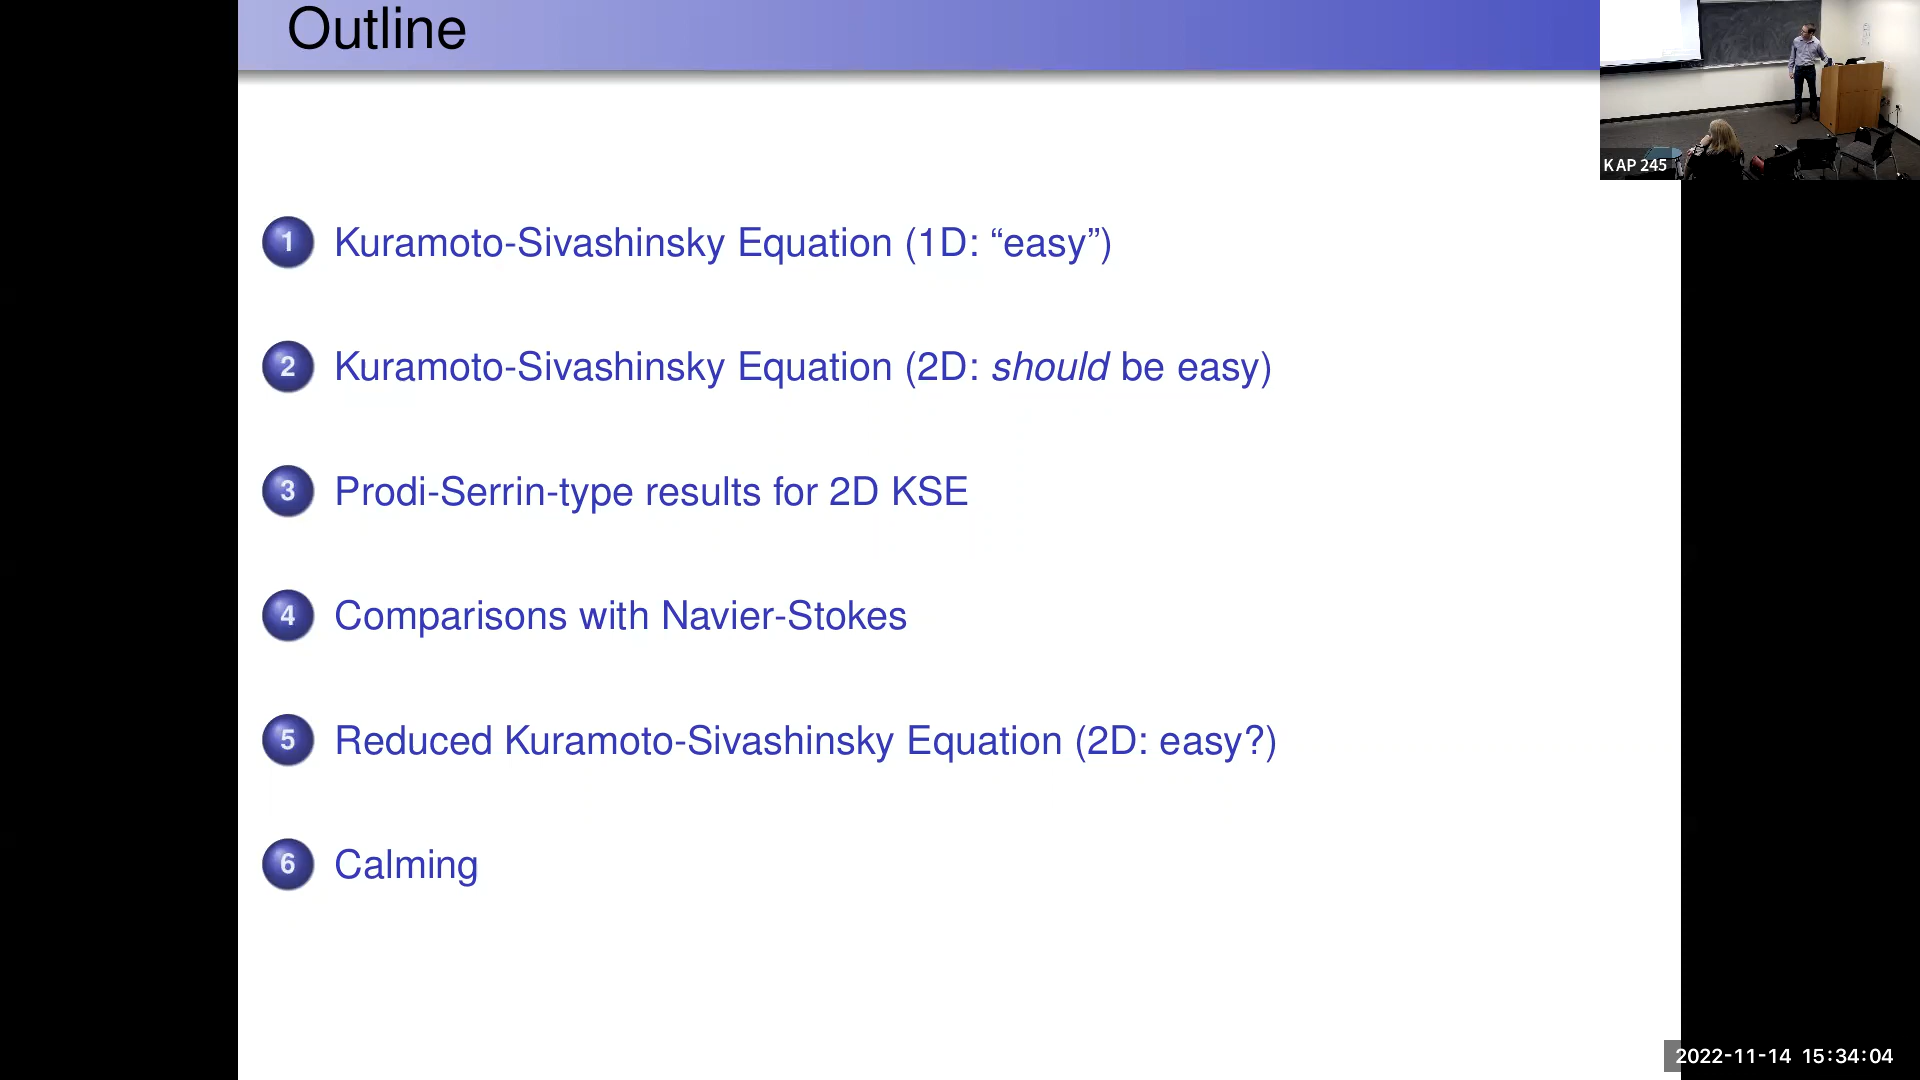 Outline
1 Kuramoto-Sivashinsky Equation (1D: “easy”)
2 Kuramoto-Sivashinsky Equation (2D: should be easy)
3 Prodi-Serrin-type results for 2D KSE
4 Comparisons with Navier-Stokes
5 Reduced Kuramoto-Sivashinsky Equation (2D: easy?)
6 Calming
KAP 245
2022-11-14 15:34:04